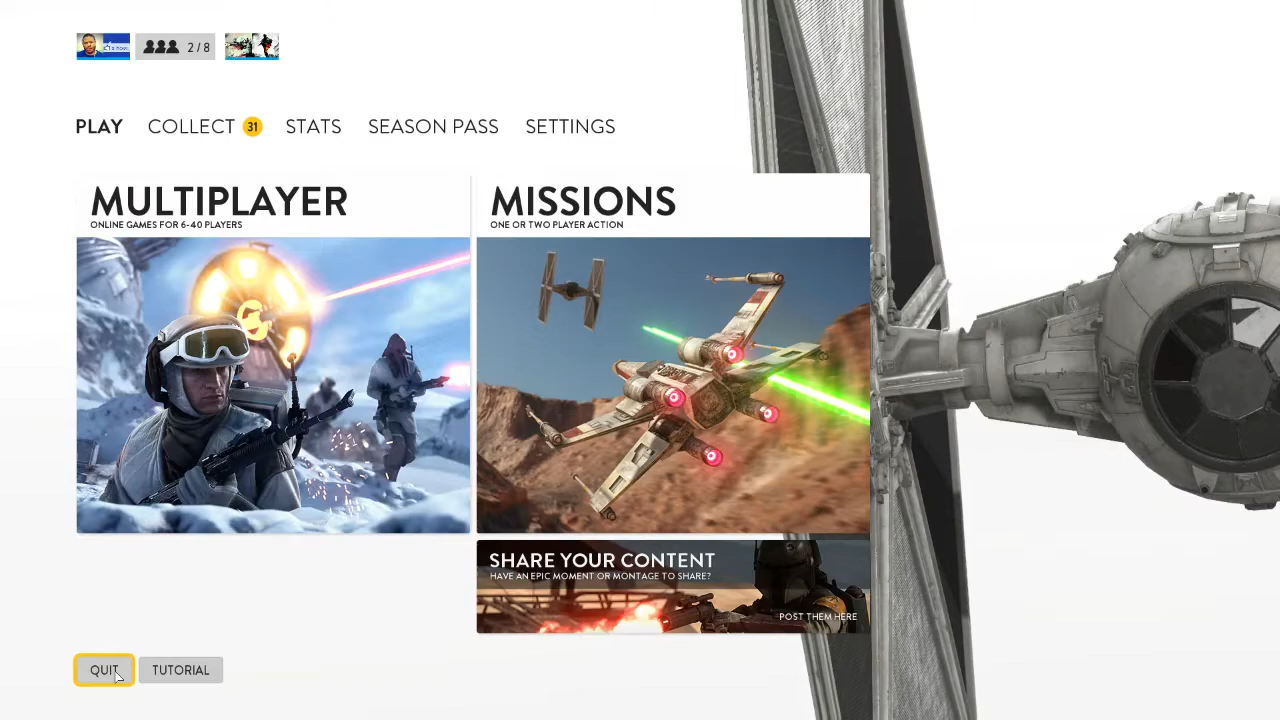 2 / 8
PLAY COLLECT 31 STATS SEASON PASS SETTINGS
MULTIPLAYER
ONLINE GAMES FOR 6-40 PLAYERS
MISSIONS
ONE OR TWO PLAYER ACTION
SHARE YOUR CONTENT
HAVE AN EPIC MOMENT OR MONTAGE TO SHARE?
POST THEM HERE
QUIT TUTORIAL